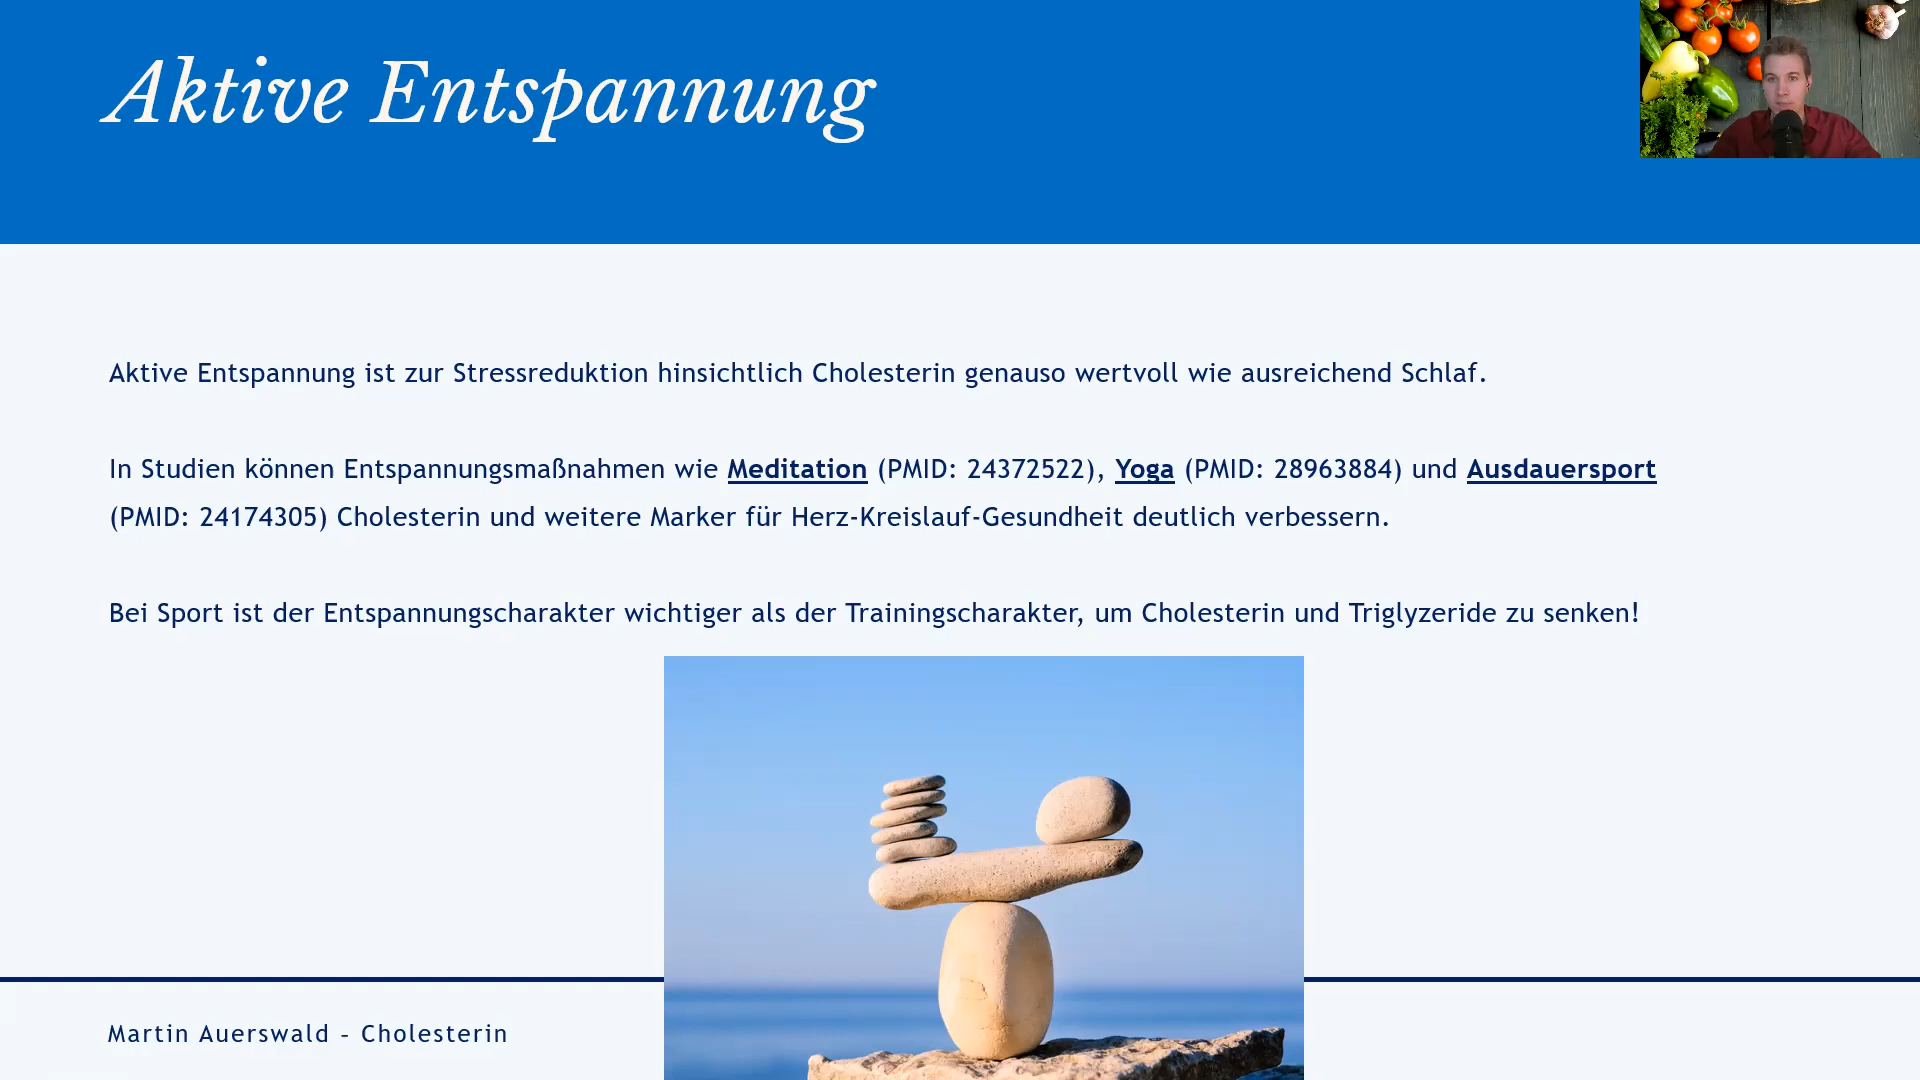 Aktive Entspannung
Aktive Entspannung ist zur Stressreduktion hinsichtlich Cholesterin genauso wertvoll wie ausreichend Schlaf.
In Studien können Entspannungsmaßnahmen wie Meditation (PMID: 24372522), Yoga (PMID: 28963884) und Ausdauersport
(PMID: 24174305) Cholesterin und weitere Marker für Herz-Kreislauf-Gesundheit deutlich verbessern.
Bei Sport ist der Entspannungscharakter wichtiger als der Trainingscharakter, um Cholesterin und Triglyzeride zu senken!
Martin Auerswald – Cholesterin